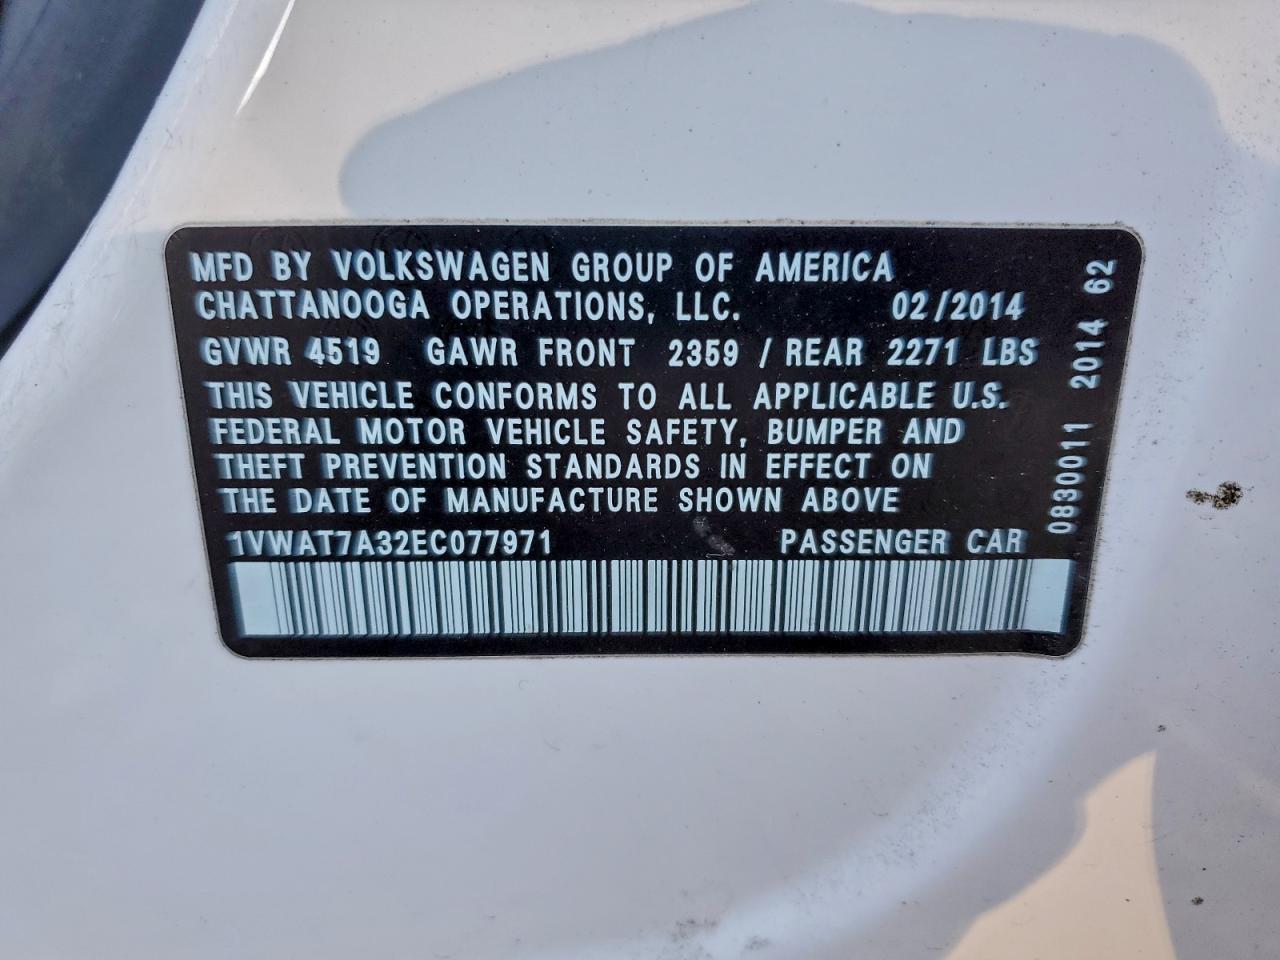 MFD BY VOLKSWAGEN GROUP OF AMERICA
CHATTANOOGA OPERATIONS, LLC. 02/2014
GVWR 4519 GAWR FRONT 2359 / REAR 2271 LBS
THIS VEHICLE CONFORMS TO ALL APPLICABLE U.S.
FEDERAL MOTOR VEHICLE SAFETY, BUMPER AND
THEFT PREVENTION STANDARDS IN EFFECT ON
THE DATE OF MANUFACTURE SHOWN ABOVE
1VWAT7A32EC077971 PASSENGER CAR
0830011 2014 62